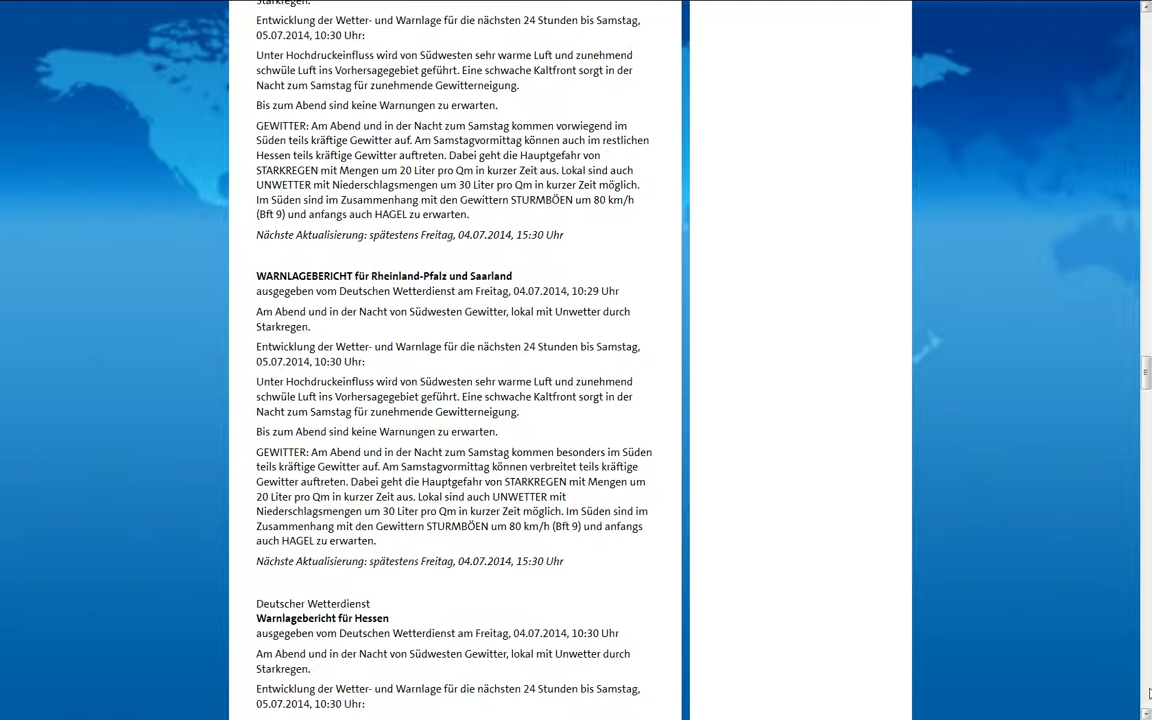 Starkregen.
Entwicklung der Wetter- und Warnlage für die nächsten 24 Stunden bis Samstag,
05.07.2014, 10:30 Uhr:
Unter Hochdruckeinfluss wird von Südwesten sehr warme Luft und zunehmend
schwüle Luft ins Vorhersagegebiet geführt. Eine schwache Kaltfront sorgt in der
Nacht zum Samstag für zunehmende Gewitterneigung.
Bis zum Abend sind keine Warnungen zu erwarten.
GEWITTER: Am Abend und in der Nacht zum Samstag kommen vorwiegend im
Süden teils kräftige Gewitter auf. Am Samstagvormittag können auch im restlichen
Hessen teils kräftige Gewitter auftreten. Dabei geht die Hauptgefahr von
STARKREGEN mit Mengen um 20 Liter pro Qm in kurzer Zeit aus. Lokal sind auch
UNWETTER mit Niederschlagsmengen um 30 Liter pro Qm in kurzer Zeit möglich.
Im Süden sind im Zusammenhang mit den Gewittern STURMBÖEN um 80 km/h
(Bft 9) und anfangs auch HAGEL zu erwarten.
Nächste Aktualisierung: spätestens Freitag, 04.07.2014, 15:30 Uhr
WARNLAGEBERICHT für Rheinland-Pfalz und Saarland
ausgegeben vom Deutschen Wetterdienst am Freitag, 04.07.2014, 10:29 Uhr
Am Abend und in der Nacht von Südwesten Gewitter, lokal mit Unwetter durch
Starkregen.
Entwicklung der Wetter- und Warnlage für die nächsten 24 Stunden bis Samstag,
05.07.2014, 10:30 Uhr:
Unter Hochdruckeinfluss wird von Südwesten sehr warme Luft und zunehmend
schwüle Luft ins Vorhersagegebiet geführt. Eine schwache Kaltfront sorgt in der
Nacht zum Samstag für zunehmende Gewitterneigung.
Bis zum Abend sind keine Warnungen zu erwarten.
GEWITTER: Am Abend und in der Nacht zum Samstag kommen besonders im Süden
teils kräftige Gewitter auf. Am Samstagvormittag können verbreitet teils kräftige
Gewitter auftreten. Dabei geht die Hauptgefahr von STARKREGEN mit Mengen um
20 Liter pro Qm in kurzer Zeit aus. Lokal sind auch UNWETTER mit
Niederschlagsmengen um 30 Liter pro Qm in kurzer Zeit möglich. Im Süden sind im
Zusammenhang mit den Gewittern STURMBÖEN um 80 km/h (Bft 9) und anfangs
auch HAGEL zu erwarten.
Nächste Aktualisierung: spätestens Freitag, 04.07.2014, 15:30 Uhr
Deutscher Wetterdienst
Warnlagebericht für Hessen
ausgegeben vom Deutschen Wetterdienst am Freitag, 04.07.2014, 10:30 Uhr
Am Abend und in der Nacht von Südwesten Gewitter, lokal mit Unwetter durch
Starkregen.
Entwicklung der Wetter- und Warnlage für die nächsten 24 Stunden bis Samstag,
05.07.2014, 10:30 Uhr: